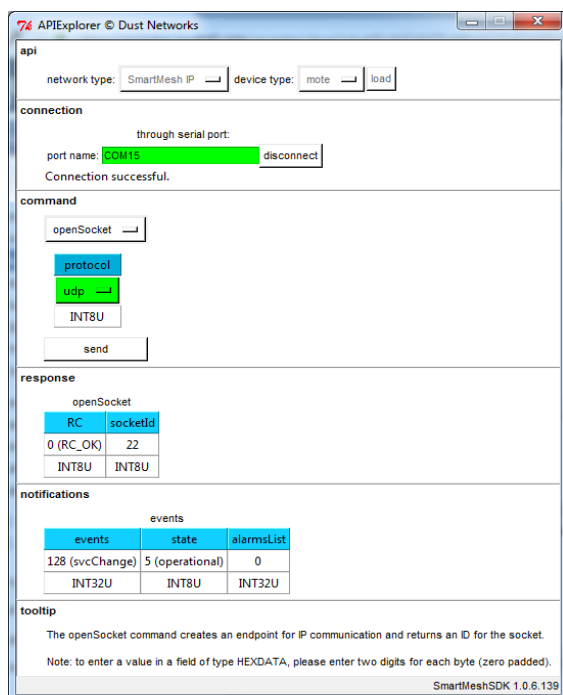 76 APIExplorer © Dust Networks
api
network type: SmartMesh IP device type: mote load
connection
through serial port:
port name: COM15 disconnect
Connection successful.
command
openSocket
protocol
udp
INT8U
send
response
openSocket
RC socketId
0 (RC_OK) 22
INT8U INT8U
notifications
events
events state alarmsList
128 (svcChange) 5 (operational) 0
INT32U INT8U INT32U
tooltip
The openSocket command creates an endpoint for IP communication and returns an ID for the socket.
Note: to enter a value in a field of type HEXDATA, please enter two digits for each byte (zero padded).
SmartMeshSDK 1.0.6.139